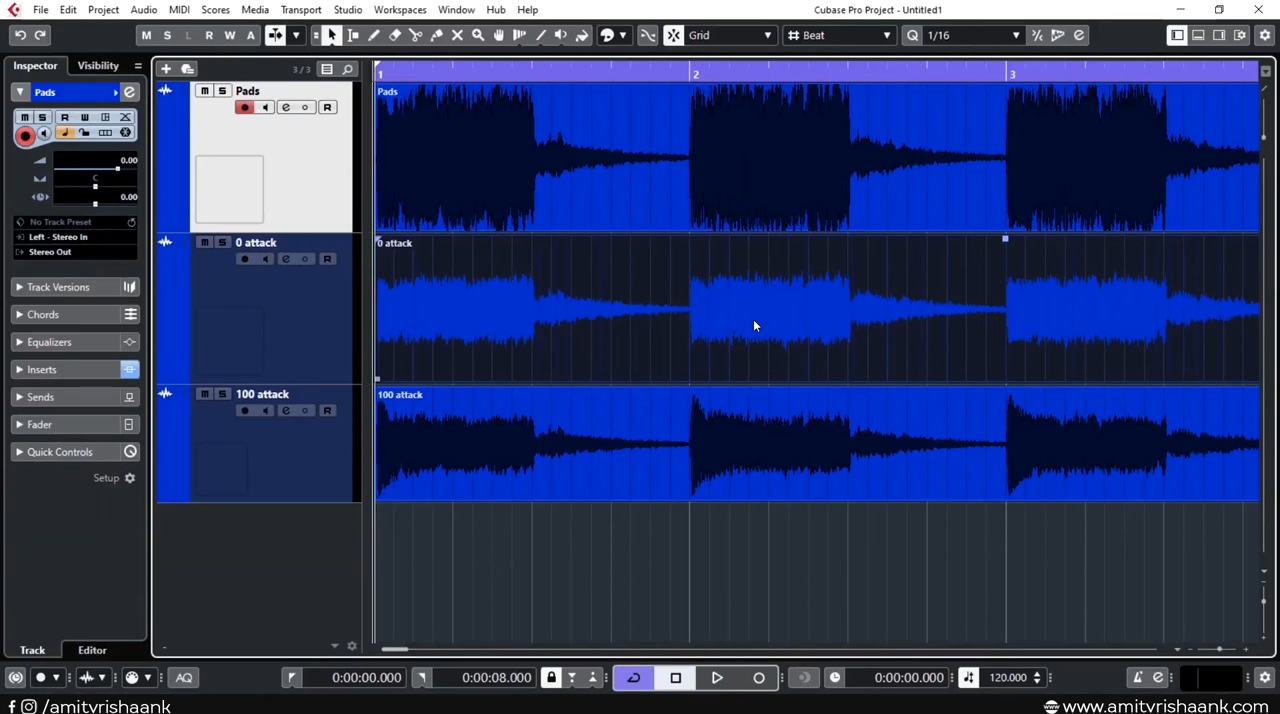 File Edit Project Audio MIDI Scores Media Transport Studio Workspaces Window Hub Help
Cubase Pro Project - Untitled1
M S L R W A Grid Beat Q 1/16
Inspector Visibility
3 / 3
1 2 3
Pads
M S R W
0.00
C
0.00
No Track Preset
Left - Stereo In
Stereo Out
Track Versions
Chords
Equalizers
Inserts
Sends
Fader
Quick Controls
Setup
M S Pads
e R
Pads
M S 0 attack
e R
0 attack
M S 100 attack
e R
100 attack
Track Editor
AQ 0:00:00.000 0:00:08.000 0:00:00.000 120.000
/amitvrishaank
www.amitvrishaank.com